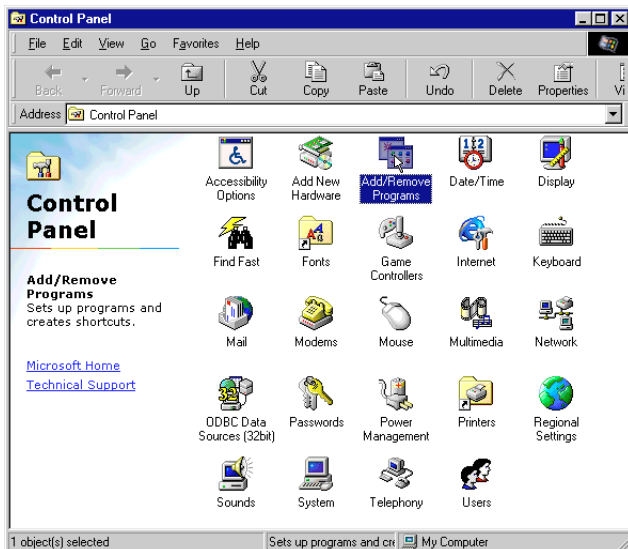 Control Panel
File Edit View Go Favorites Help
Back Forward Up Cut Copy Paste Undo Delete Properties Vi
Address Control Panel
Control
Panel
Add/Remove
Programs
Sets up programs and
creates shortcuts.
Microsoft Home
Technical Support
Accessibility
Options
Add New
Hardware
Add/Remove
Programs
Date/Time
Display
Find Fast
Fonts
Game
Controllers
Internet
Keyboard
Mail
Modems
Mouse
Multimedia
Network
ODBC Data
Sources (32bit)
Passwords
Power
Management
Printers
Regional
Settings
Sounds
System
Telephony
Users
1 object(s) selected
Sets up programs and cre
My Computer